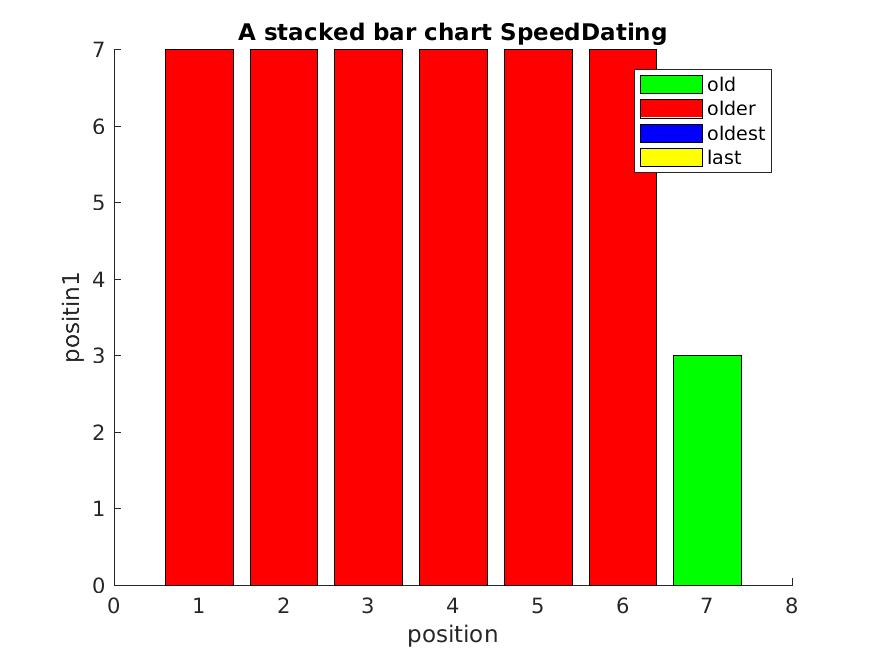 A stacked bar chart SpeedDating
7
6
5
4
3
2
1
0
positin1
old
older
oldest
last
0 1 2 3 4 5 6 7 8
position